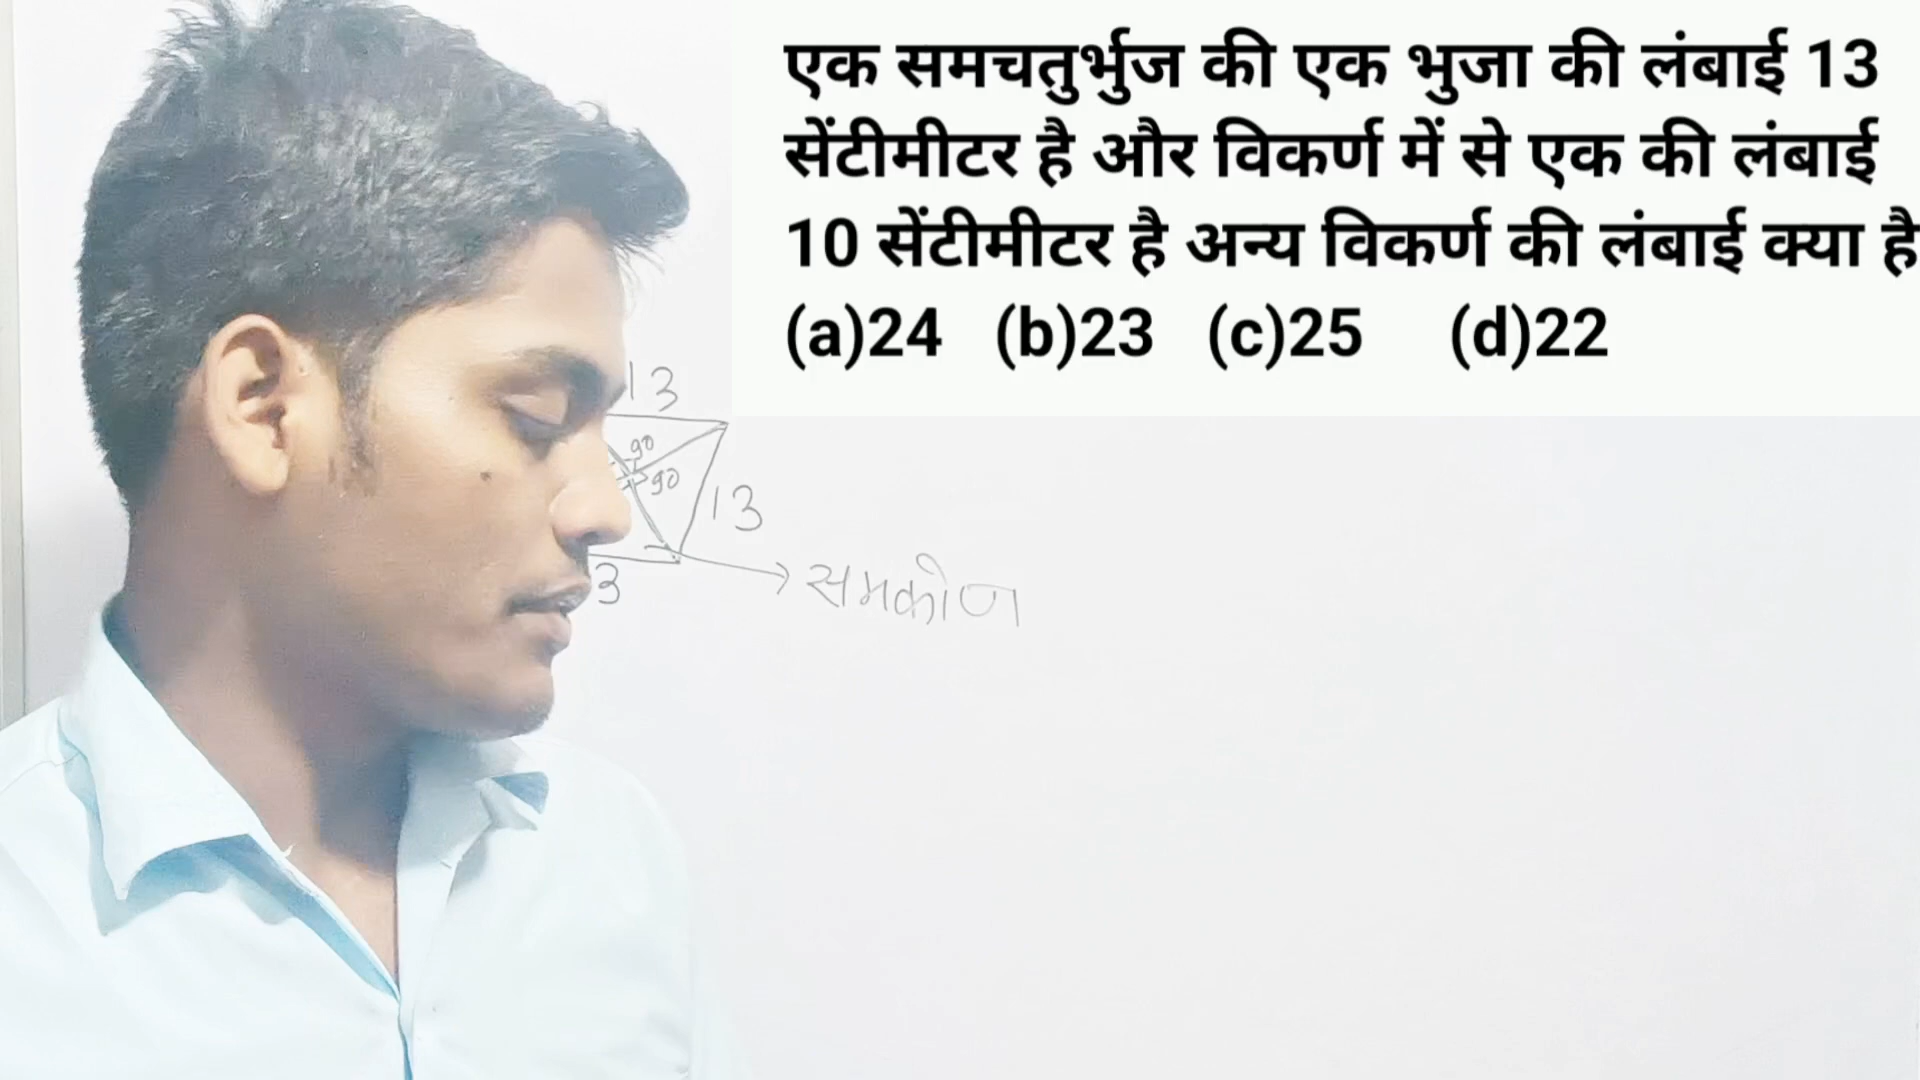 एक समचतुर्भुज की एक भुजा की लंबाई 13
सेंटीमीटर है और विकर्ण में से एक की लंबाई
10 सेंटीमीटर है अन्य विकर्ण की लंबाई क्या है
(a)24 (b)23 (c)25 (d)22
13
90
90
13
3
समकोण